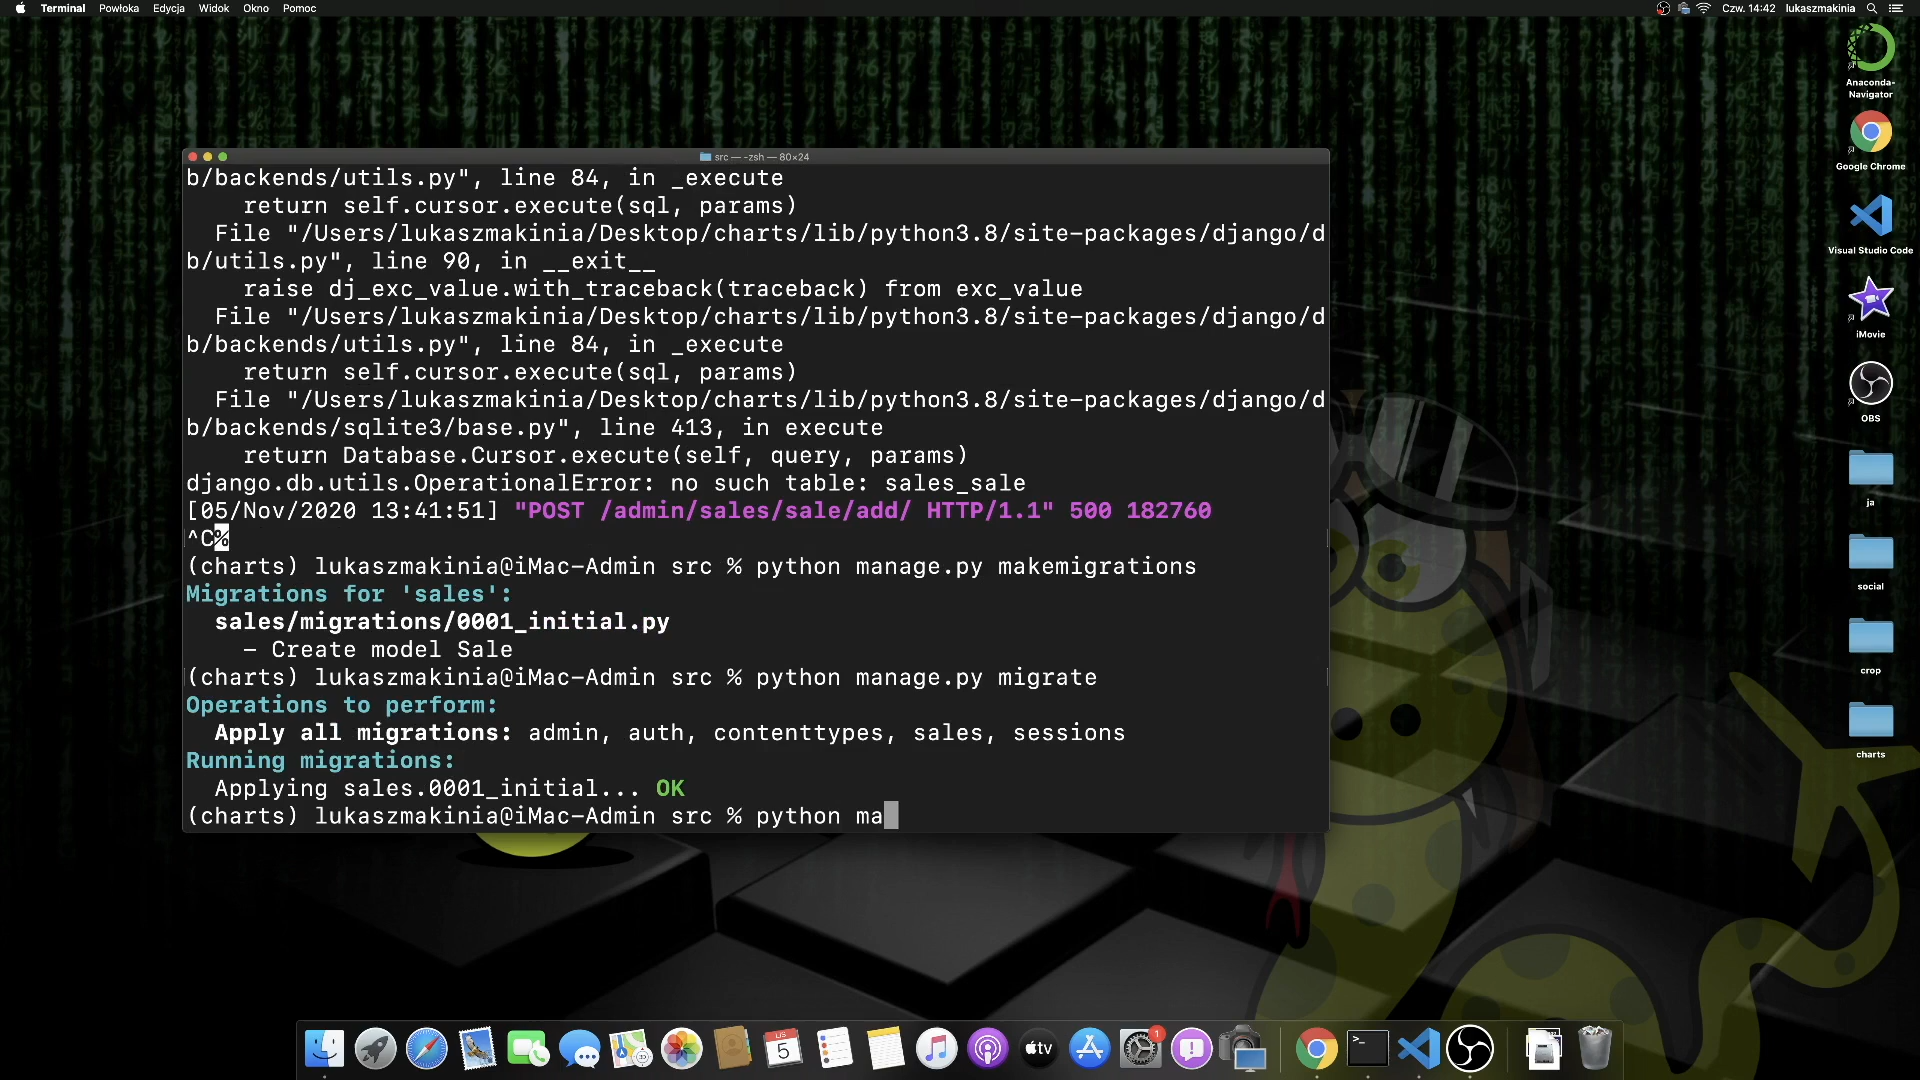 Terminal Powłoka Edycja Widok Okno Pomoc
Czw. 14:42 lukaszmakinia
Anaconda-
Navigator
Google Chrome
Visual Studio Code
iMovie
OBS
ja
social
crop
charts
src — -zsh — 80×24
b/backends/utils.py", line 84, in _execute
return self.cursor.execute(sql, params)
File "/Users/lukaszmakinia/Desktop/charts/lib/python3.8/site-packages/django/d
b/utils.py", line 90, in __exit__
raise dj_exc_value.with_traceback(traceback) from exc_value
File "/Users/lukaszmakinia/Desktop/charts/lib/python3.8/site-packages/django/d
b/backends/utils.py", line 84, in _execute
return self.cursor.execute(sql, params)
File "/Users/lukaszmakinia/Desktop/charts/lib/python3.8/site-packages/django/d
b/backends/sqlite3/base.py", line 413, in execute
return Database.Cursor.execute(self, query, params)
django.db.utils.OperationalError: no such table: sales_sale
[05/Nov/2020 13:41:51] "POST /admin/sales/sale/add/ HTTP/1.1" 500 182760
^C%
(charts) lukaszmakinia@iMac-Admin src % python manage.py makemigrations
Migrations for 'sales':
sales/migrations/0001_initial.py
- Create model Sale
(charts) lukaszmakinia@iMac-Admin src % python manage.py migrate
Operations to perform:
Apply all migrations: admin, auth, contenttypes, sales, sessions
Running migrations:
Applying sales.0001_initial... OK
(charts) lukaszmakinia@iMac-Admin src % python ma
LIS
5
tv
1